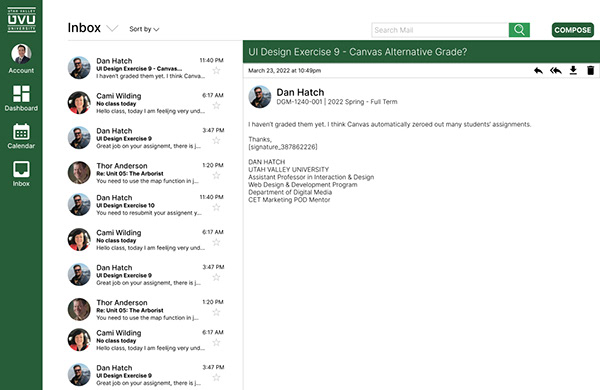 UTAH VALLEY
UVU
UNIVERSITY
Account
Dashboard
Calendar
Inbox
Inbox
Sort by
Search Mail
COMPOSE
Dan Hatch 11:40 PM
UI Design Exercise 9 - Canvas...
I haven't graded them yet. I think Canvas...
Cami Wilding 6:17 AM
No class today
Hello class, today I am feeling very und...
Dan Hatch 3:47 PM
UI Design Exercise 9
Great job on your assignment, there is j...
Thor Anderson 1:20 PM
Re: Unit 05: The Arborist
You need to use the map function in j...
Dan Hatch 11:40 PM
UI Design Exercise 10
You need to resubmit your assigment y...
Cami Wilding 6:17 AM
No class today
Hello, class today I am feeling very und...
Dan Hatch 3:47 PM
UI Design Exercise 9
Great job on your assignment, there is j...
Thor Anderson 1:20 PM
Re: Unit 05: The Arborist
You need to use the map function in j...
Cami Wilding 6:17 AM
No class today
Hello class, today I am feeling very und...
Dan Hatch 3:47 PM
UI Design Exercise 9
Great job on your assignment, there is j...
UI Design Exercise 9 - Canvas Alternative Grade?
March 23, 2022 at 10:49pm
Dan Hatch
DGM-1240-001 | 2022 Spring - Full Term
I haven't graded them yet. I think Canvas automatically zeroed out many students' assignments.
Thanks,
[signature_387862226]
DAN HATCH
UTAH VALLEY UNIVERSITY
Assistant Professor in Interaction & Design
Web Design & Development Program
Department of Digital Media
CET Marketing POD Mentor